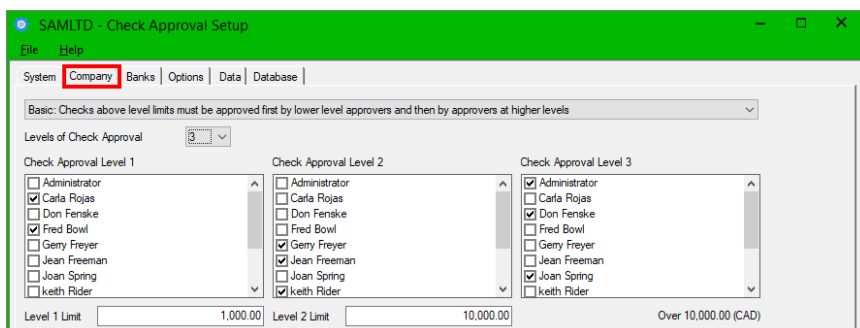 SAMLTD - Check Approval Setup
File Help
System Company Banks Options Data Database
Basic: Checks above level limits must be approved first by lower level approvers and then by approvers at higher levels
Levels of Check Approval 3
Check Approval Level 1 Check Approval Level 2 Check Approval Level 3
Administrator Administrator Administrator
Carla Rojas Carla Rojas Carla Rojas
Don Fenske Don Fenske Don Fenske
Fred Bowl Fred Bowl Fred Bowl
Gerry Freyer Gerry Freyer Gerry Freyer
Jean Freeman Jean Freeman Jean Freeman
Joan Spring Joan Spring Joan Spring
keith Rider keith Rider keith Rider
Level 1 Limit 1,000.00 Level 2 Limit 10,000.00 Over 10,000.00 (CAD)